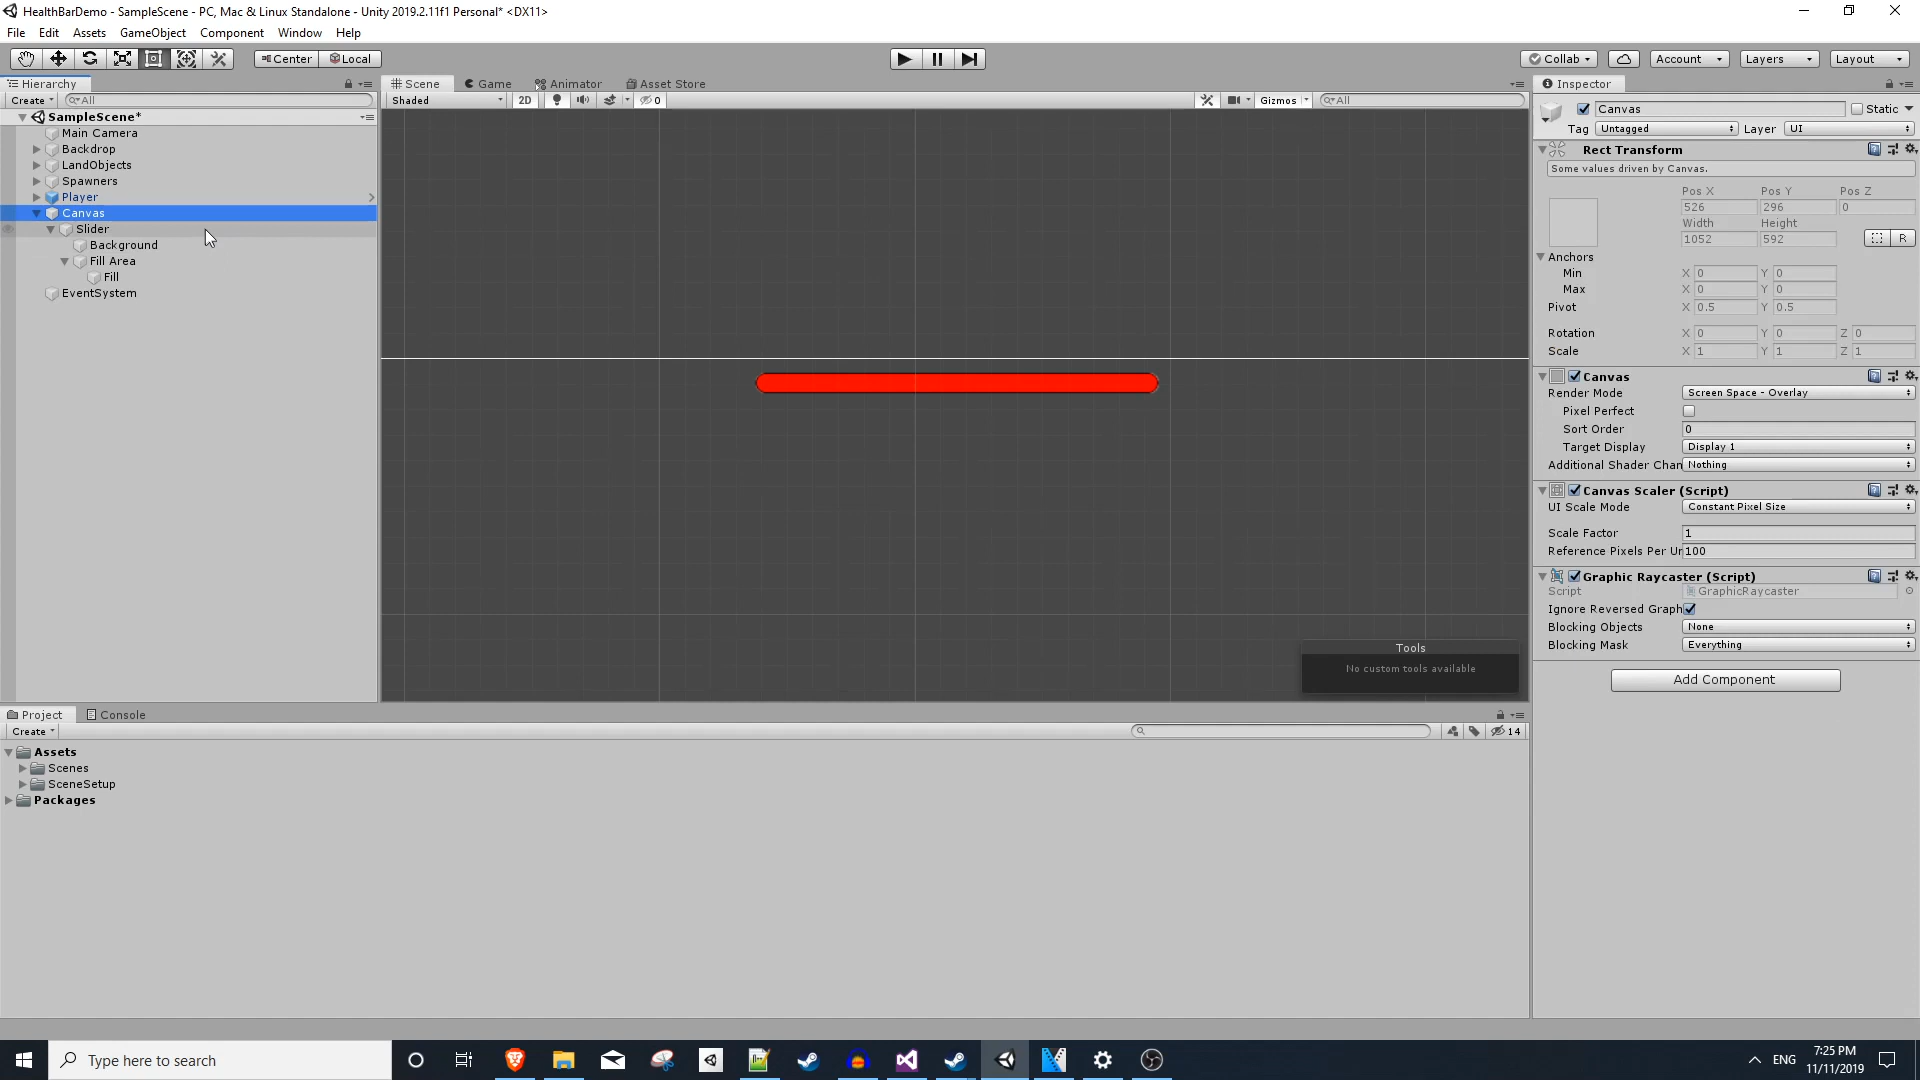 HealthBarDemo - SampleScene - PC, Mac & Linux Standalone - Unity 2019.2.11f1 Personal* <DX11>
File Edit Assets GameObject Component Window Help
Center Local Collab Account Layers Layout
Hierarchy
Create All
SampleScene*
Main Camera
Backdrop
LandObjects
Spawners
Player
Canvas
Slider
Background
Fill Area
Fill
EventSystem
Scene Game Animator Asset Store
Shaded 2D 0 Gizmos All
Tools
No custom tools available
Inspector
Canvas Static
Tag Untagged Layer UI
Rect Transform
Some values driven by Canvas.
Pos X Pos Y Pos Z
526 296 0
Width Height
1052 592 R
Anchors
Min X 0 Y 0
Max X 0 Y 0
Pivot X 0.5 Y 0.5
Rotation X 0 Y 0 Z 0
Scale X 1 Y 1 Z 1
Canvas
Render Mode Screen Space - Overlay
Pixel Perfect
Sort Order 0
Target Display Display 1
Additional Shader Chan Nothing
Canvas Scaler (Script)
UI Scale Mode Constant Pixel Size
Scale Factor 1
Reference Pixels Per Ur 100
Graphic Raycaster (Script)
Script GraphicRaycaster
Ignore Reversed Graph
Blocking Objects None
Blocking Mask Everything
Add Component
Project Console
Create 14
Assets
Scenes
SceneSetup
Packages
Type here to search ENG 7:25 PM
11/11/2019